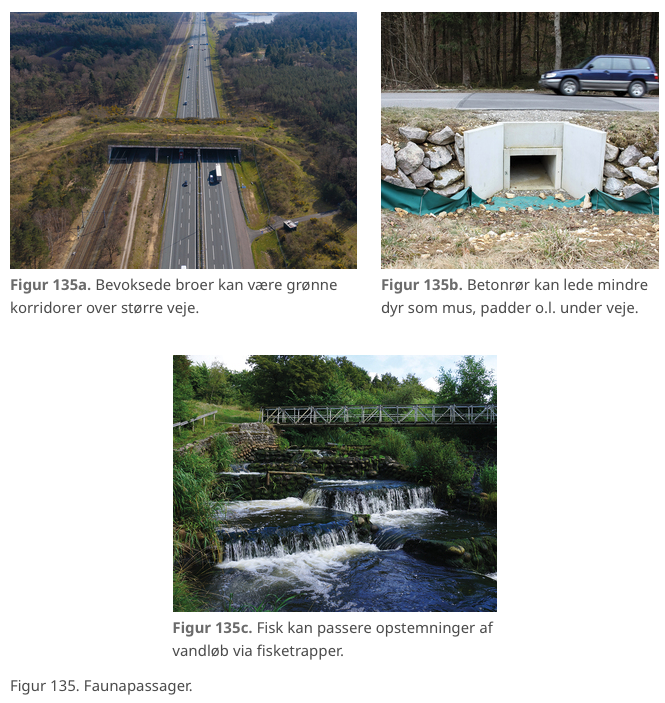 Figur 135a. Bevoksede broer kan være grønne
korridorer over større veje.
Figur 135b. Betonrør kan lede mindre
dyr som mus, padder o.l. under veje.
Figur 135c. Fisk kan passere opstemninger af
vandløb via fisketrapper.
Figur 135. Faunapassager.